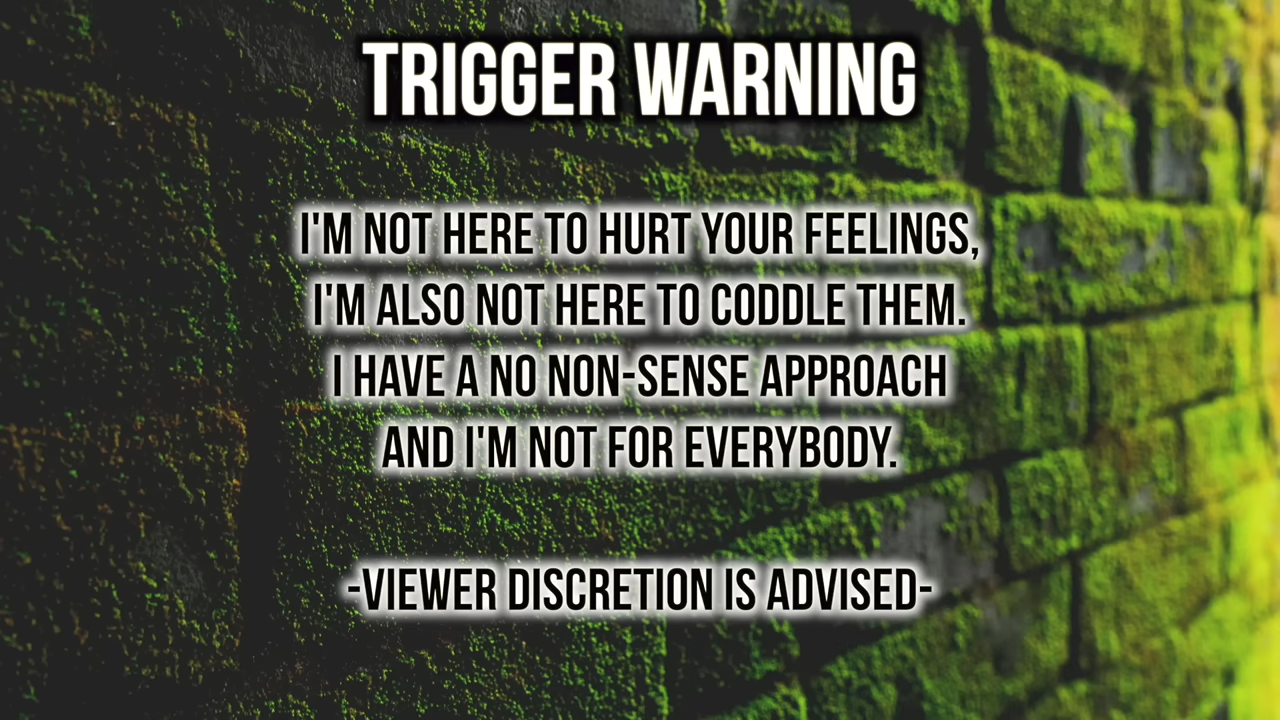 TRIGGER WARNING
I'M NOT HERE TO HURT YOUR FEELINGS,
I'M ALSO NOT HERE TO CODDLE THEM.
I HAVE A NO NON-SENSE APPROACH
AND I'M NOT FOR EVERYBODY.
-VIEWER DISCRETION IS ADVISED-